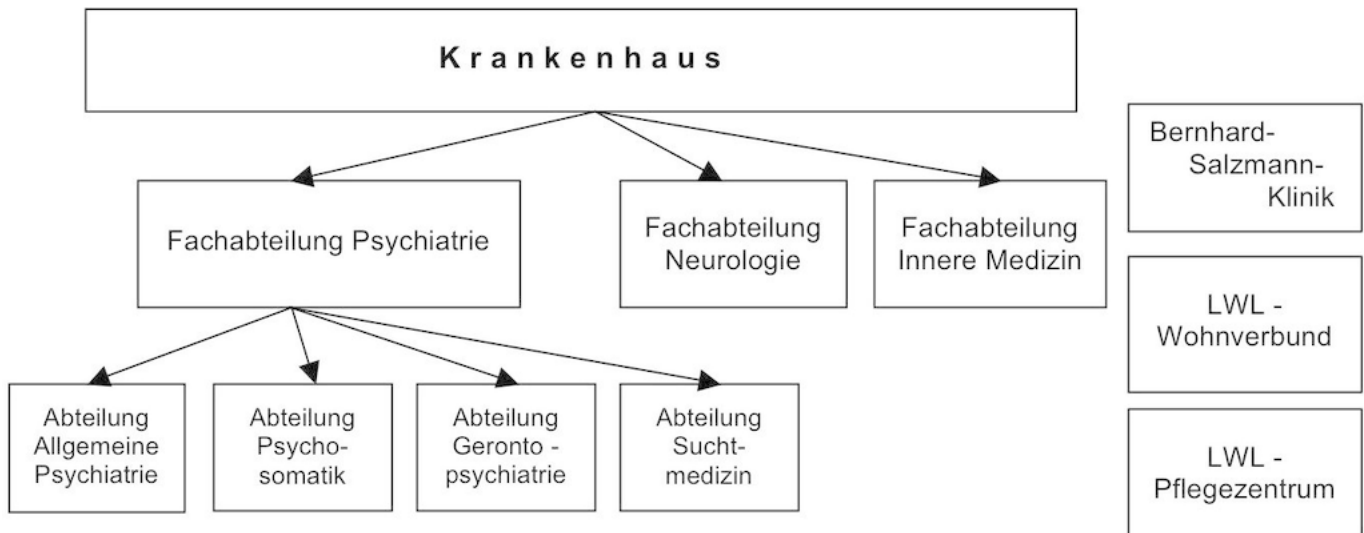 Krankenhaus
Fachabteilung Psychiatrie
Fachabteilung
Neurologie
Fachabteilung
Innere Medizin
Abteilung
Allgemeine
Psychiatrie
Abteilung
Psycho-
somatik
Abteilung
Geronto -
psychiatrie
Abteilung
Sucht-
medizin
Bernhard-
Salzmann-
Klinik
LWL -
Wohnverbund
LWL -
Pflegezentrum